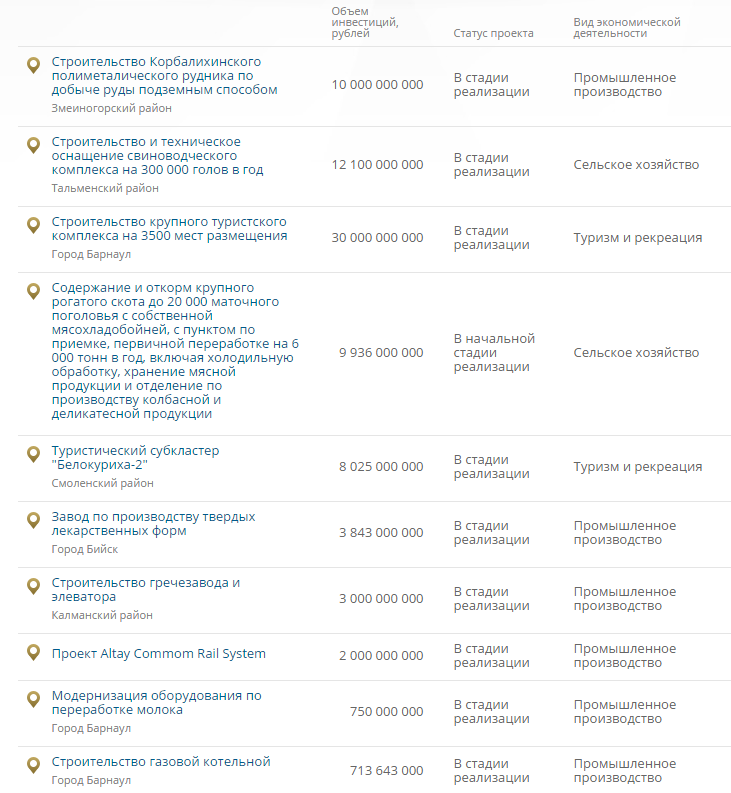 Объем
инвестиций,
рублей
Статус проекта
Вид экономической
деятельности
Строительство Корбалихинского
полиметалического рудника по
добыче руды подземным способом
Змеиногорский район
10 000 000 000
В стадии
реализации
Промышленное
производство
Строительство и техническое
оснащение свиноводческого
комплекса на 300 000 голов в год
Тальменский район
12 100 000 000
В стадии
реализации
Сельское хозяйство
Строительство крупного туристского
комплекса на 3500 мест размещения
Город Барнаул
30 000 000 000
В стадии
реализации
Туризм и рекреация
Содержание и откорм крупного
рогатого скота до 20 000 маточного
поголовья с собственной
мясохладобойней, с пунктом по
приемке, первичной переработке на 6
000 тонн в год, включая холодильную
обработку, хранение мясной
продукции и отделение по
производству колбасной и
деликатесной продукции
9 936 000 000
В начальной
стадии
реализации
Сельское хозяйство
Туристический субкластер
"Белокуриха-2"
Смоленский район
8 025 000 000
В стадии
реализации
Туризм и рекреация
Завод по производству твердых
лекарственных форм
Город Бийск
3 843 000 000
В стадии
реализации
Промышленное
производство
Строительство гречезавода и
элеватора
Калманский район
3 000 000 000
В стадии
реализации
Промышленное
производство
Проект Altay Commom Rail System
2 000 000 000
В стадии
реализации
Промышленное
производство
Модернизация оборудования по
переработке молока
Город Барнаул
750 000 000
В стадии
реализации
Промышленное
производство
Строительство газовой котельной
Город Барнаул
713 643 000
В стадии
реализации
Промышленное
производство